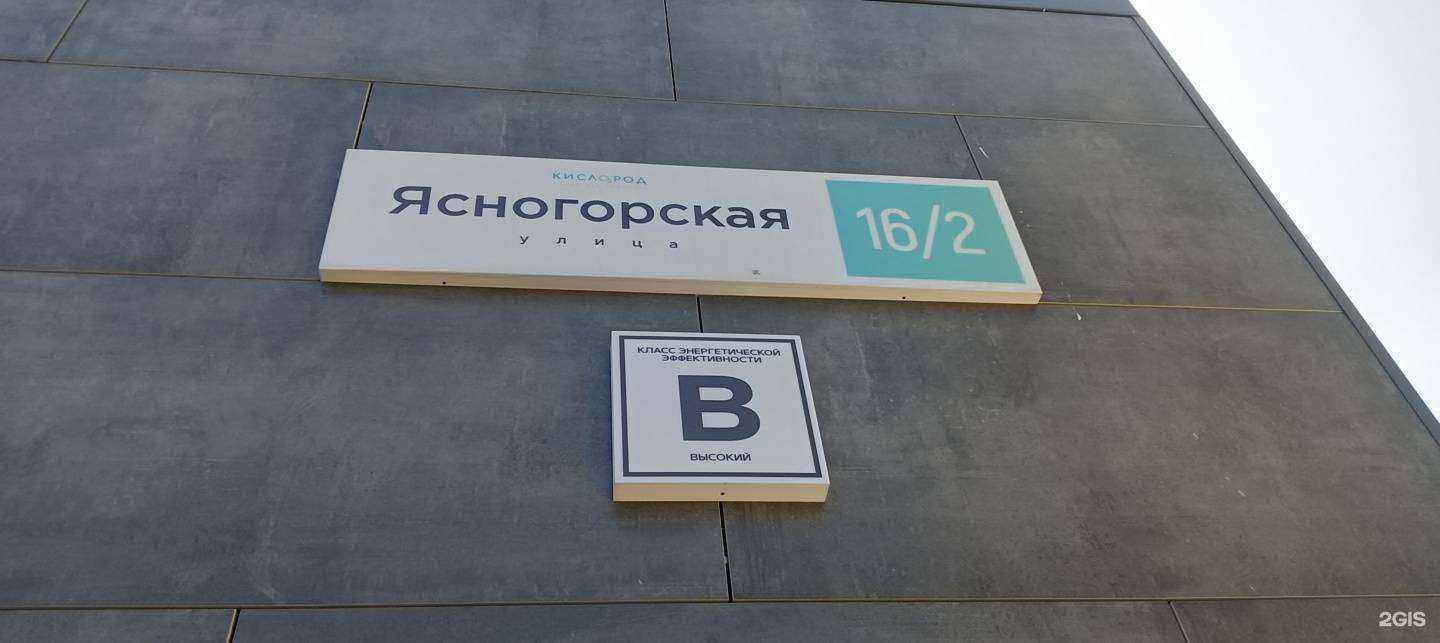 КИСЛОРОД
Ясногорская
улица
16/2
КЛАСС ЭНЕРГЕТИЧЕСКОЙ
ЭФФЕКТИВНОСТИ
В
ВЫСОКИЙ
2GIS